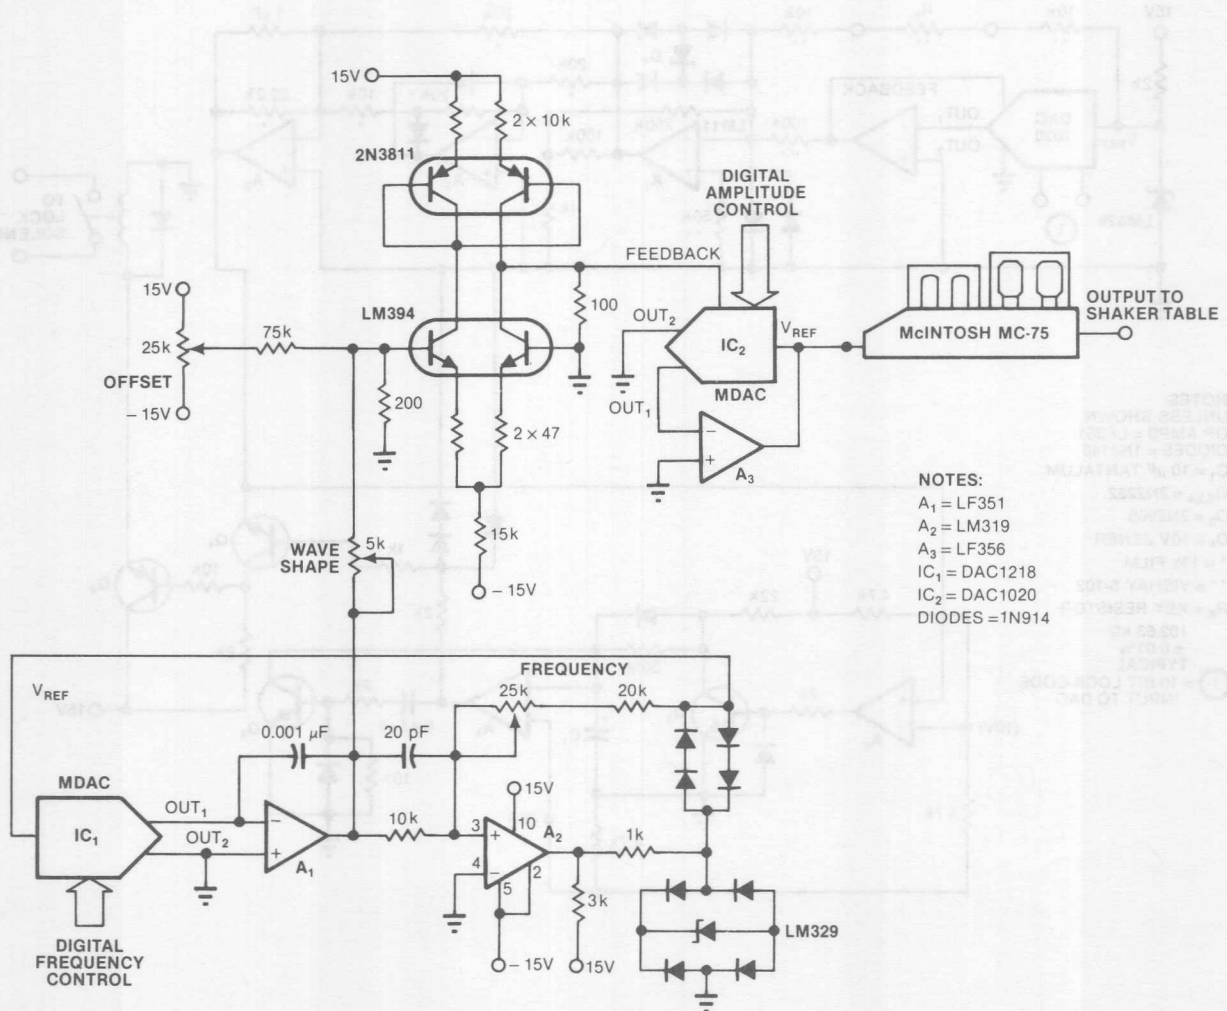 15V
2 × 10k
2N3811
DIGITAL
AMPLITUDE
CONTROL
FEEDBACK
15V
LM394
100
OUT2
VREF
OUTPUT TO
SHAKER TABLE
McINTOSH MC-75
IC2
25k
75k
OFFSET
MDAC
– 15V
200
OUT1
2 × 47
–
+
A3
NOTES:
A1 = LF351
A2 = LM319
A3 = LF356
IC1 = DAC1218
IC2 = DAC1020
DIODES = 1N914
15k
WAVE
SHAPE
5k
– 15V
FREQUENCY
VREF
25k
20k
0.001 µF
20 pF
MDAC
15V
OUT1
IC1
OUT2
–
+
A1
10k
3
+
10
A2
1k
4
–
5
2
3k
LM329
DIGITAL
FREQUENCY
CONTROL
– 15V
15V